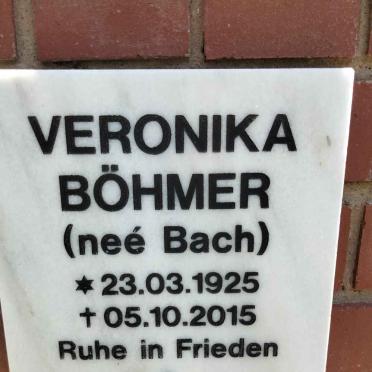 VERONIKA
BÖHMER
(neé Bach)
✶ 23.03.1925
† 05.10.2015
Ruhe in Frieden